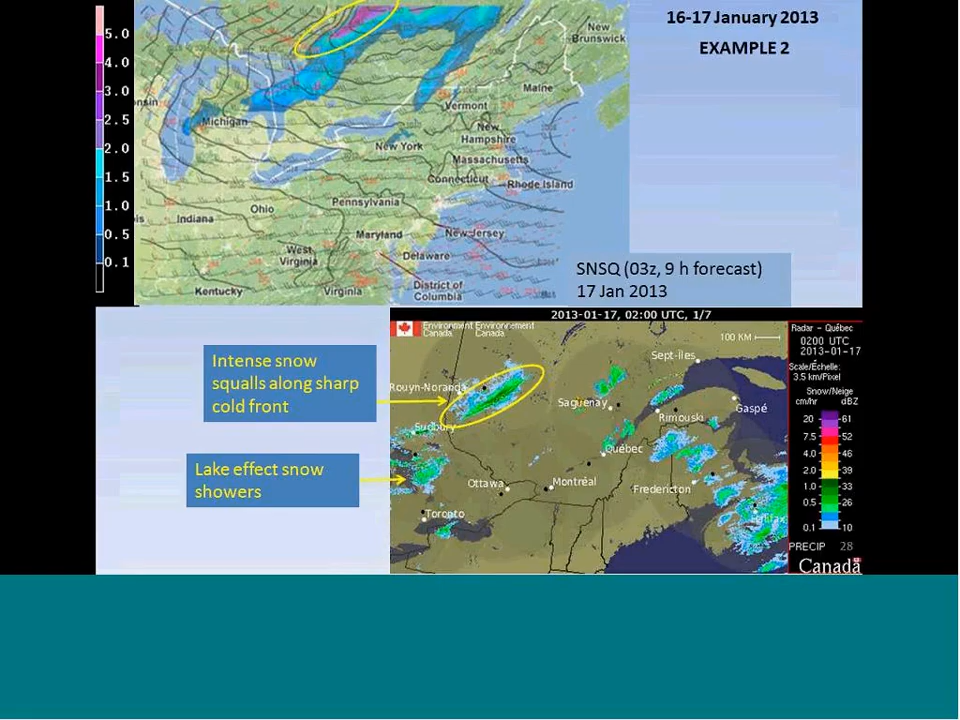 16-17 January 2013
EXAMPLE 2
5.0
4.0
3.0
2.5
2.0
1.5
1.0
0.5
0.1
New
Brunswick
Maine
Michigan
Vermont
New
Hampshire
New York
Massachusetts
Connecticut
Rhode Island
Pennsylvania
Ohio
Indiana
New Jersey
Maryland
West
Virginia
Delaware
District of
Columbia
Kentucky
Virginia
SNSQ (03z, 9 h forecast)
17 Jan 2013
2013-01-17, 02:00 UTC, 1/7
Environment Environnement
Canada Canada
100 KM
Radar - Québec
0200 UTC
2013-01-17
Scale/Échelle:
3.5 km/Pixel
Snow/Neige
cm/hr dBZ
20 61
7.5 52
4.0 46
2.0 39
1.0 33
0.5 26
0.1 10
PRECIP 28
Canada
Intense snow
squalls along sharp
cold front
Lake effect snow
showers
Sept-îles
Rouyn-Noranda
Saguenay
Gaspé
Rimouski
Sudbury
Québec
Ottawa
Montréal
Fredericton
Toronto
Halifax